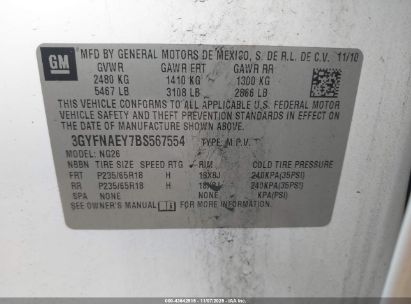 GM
MFD BY GENERAL MOTORS DE MEXICO, S. DE R.L. DE C.V. 11/10
GVWR GAWR FRT GAWR RR
2480 KG 1410 KG 1300 KG
5467 LB 3108 LB 2866 LB
THIS VEHICLE CONFORMS TO ALL APPLICABLE U.S. FEDERAL MOTOR
VEHICLE SAFETY AND THEFT PREVENTION STANDARDS IN EFFECT ON THE
DATE OF MANUFACTURE SHOWN ABOVE.
3GYFNAEY7BS567554 TYPE: M.P.V.
MODEL: NG26
N8BN TIRE SIZE SPEED RTG RIM COLD TIRE PRESSURE
FRT P235/65R18 H 18X8J 240KPA(35PSI)
RR P235/65R18 H 18X8J 240KPA(35PSI)
SPA NONE NONE KPA(PSI)
SEE OWNER'S MANUAL FOR MORE INFORMATION.